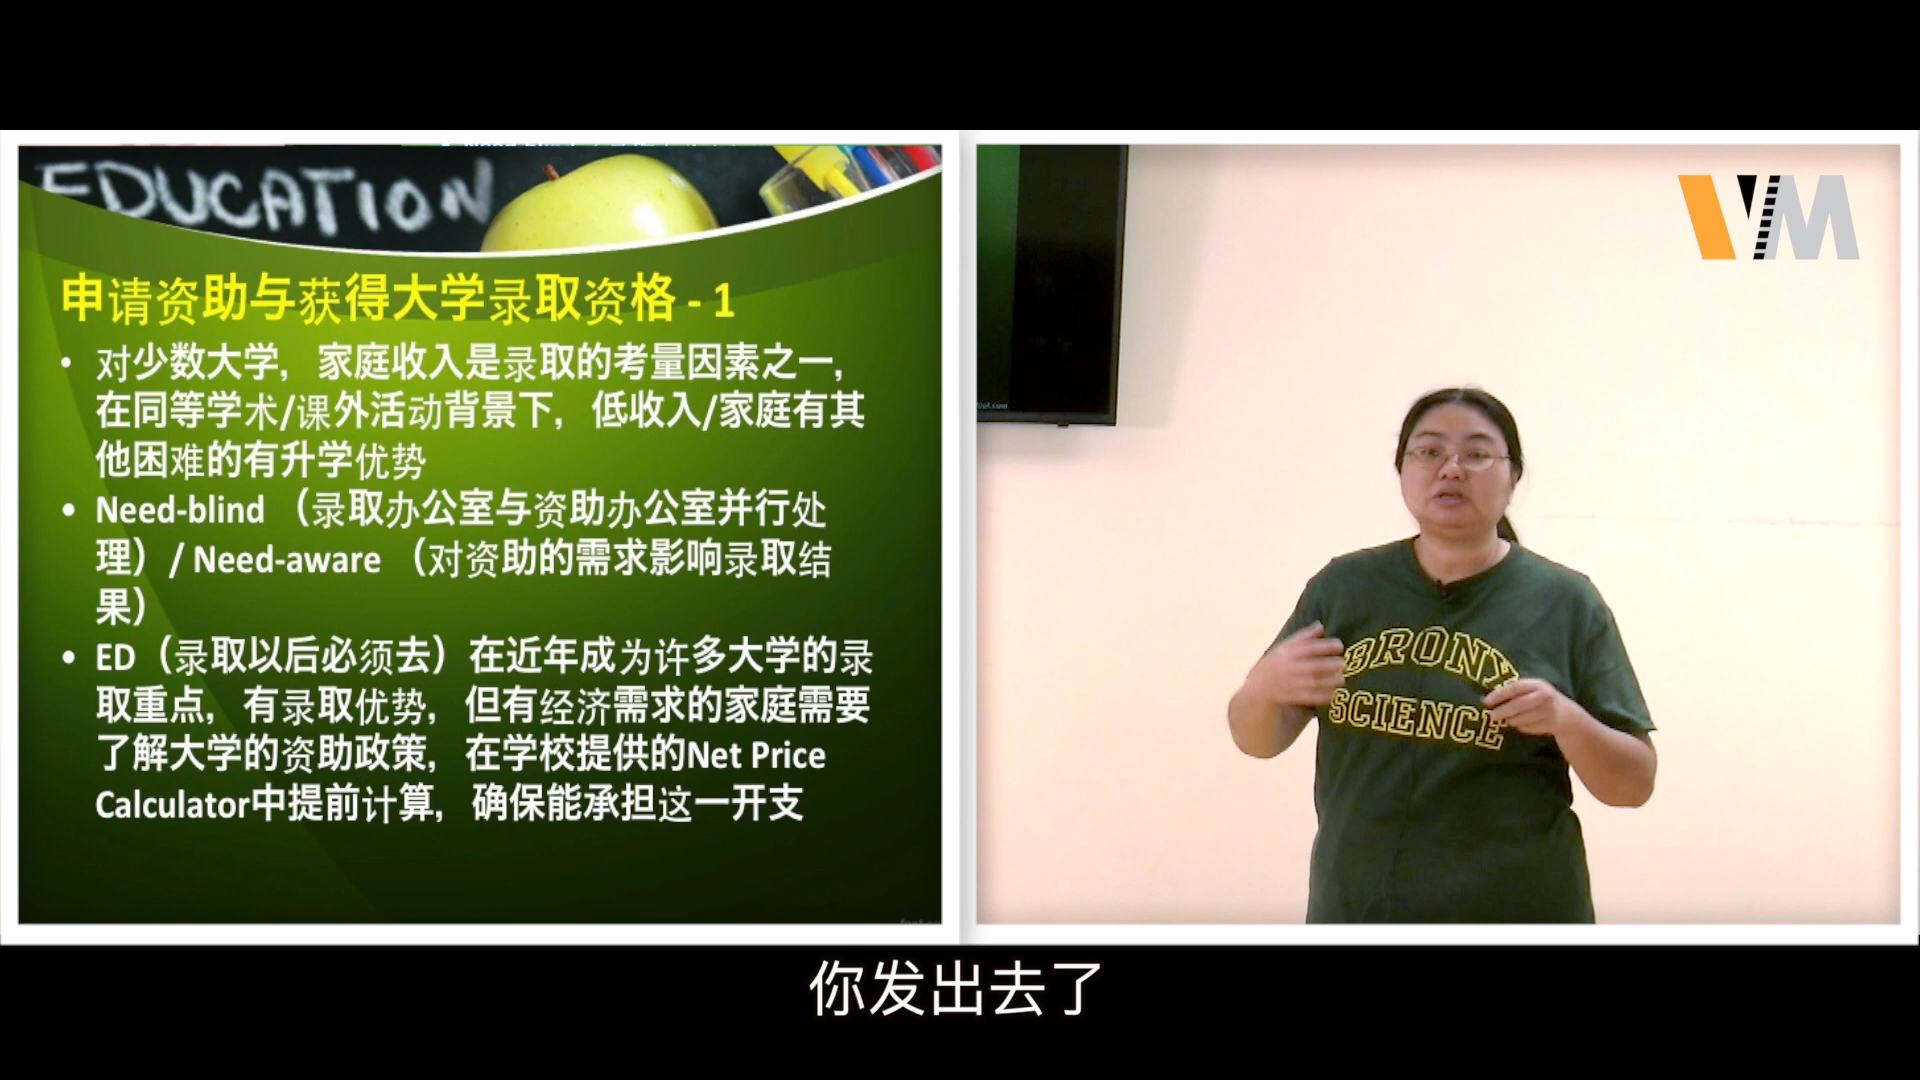 EDUCATION
申请资助与获得大学录取资格 - 1
• 对少数大学，家庭收入是录取的考量因素之一，
在同等学术/课外活动背景下，低收入/家庭有其
他困难的有升学优势
• Need-blind （录取办公室与资助办公室并行处
理）/ Need-aware （对资助的需求影响录取结
果）
• ED（录取以后必须去）在近年成为许多大学的录
取重点，有录取优势，但有经济需求的家庭需要
了解大学的资助政策，在学校提供的Net Price
Calculator中提前计算，确保能承担这一开支
VM
BRONX
SCIENCE
你发出去了